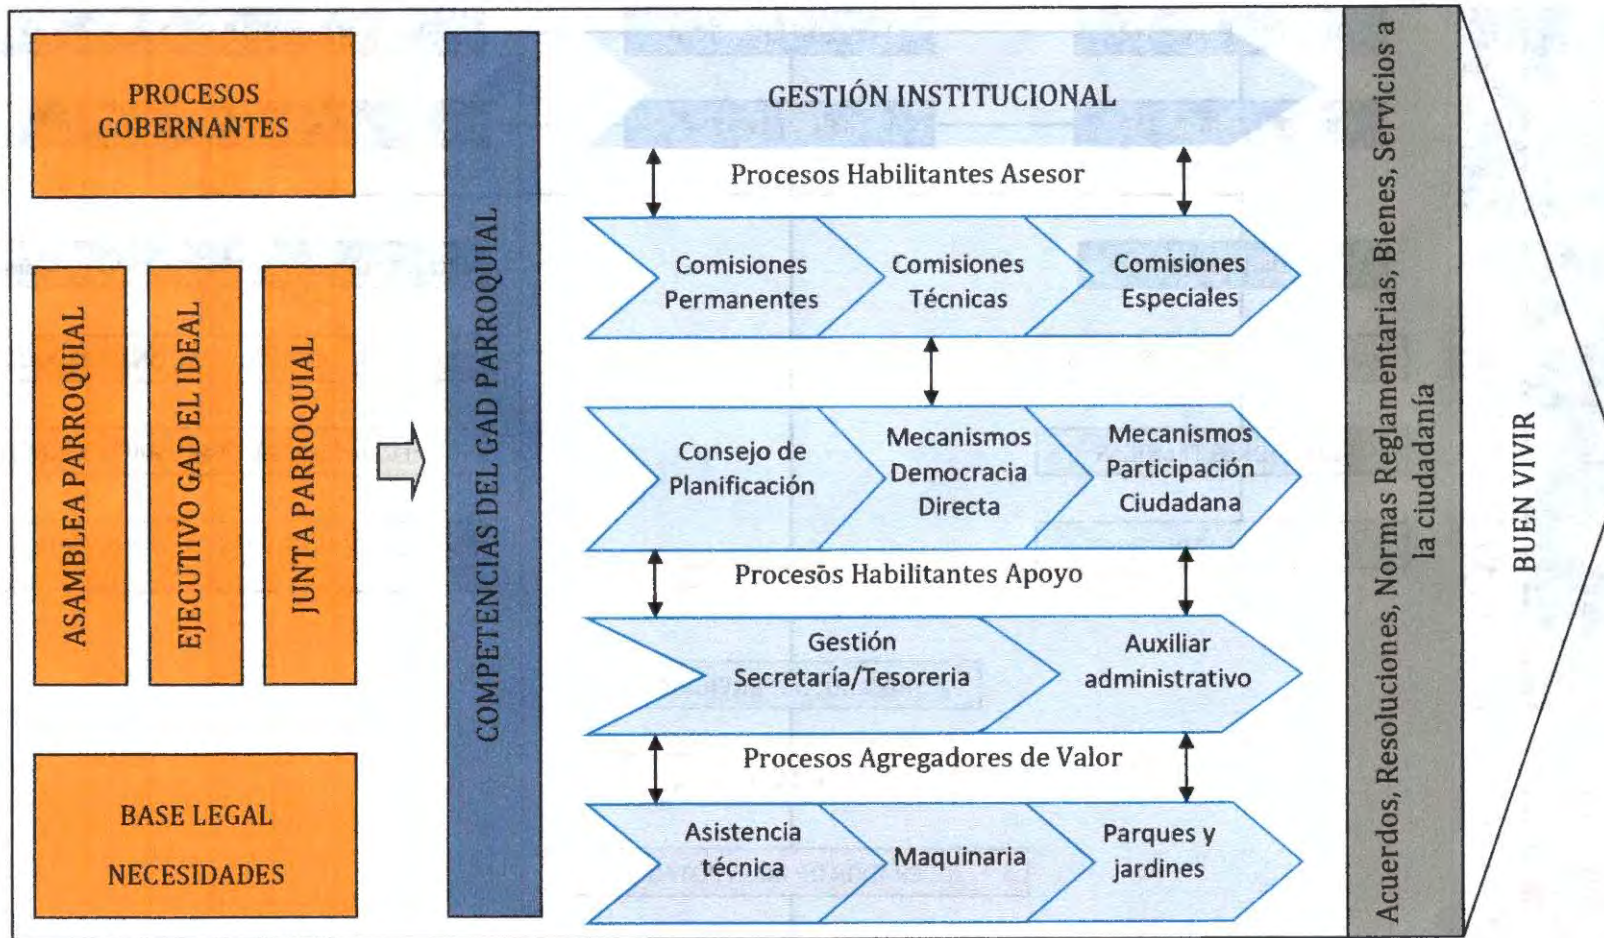 PROCESOS
GOBERNANTES
ASAMBLEA PARROQUIAL
EJECUTIVO GAD EL IDEAL
JUNTA PARROQUIAL
BASE LEGAL
NECESIDADES
COMPETENCIAS DEL GAD PARROQUIAL
GESTIÓN INSTITUCIONAL
Procesos Habilitantes Asesor
Comisiones
Permanentes
Comisiones
Técnicas
Comisiones
Especiales
Consejo de
Planificación
Mecanismos
Democracia
Directa
Mecanismos
Participación
Ciudadana
Procesos Habilitantes Apoyo
Gestión
Secretaría/Tesoreria
Auxiliar
administrativo
Procesos Agregadores de Valor
Asistencia
técnica
Maquinaria
Parques y
jardines
Acuerdos, Resoluciones, Normas Reglamentarias, Bienes, Servicios a
la ciudadanía
BUEN VIVIR